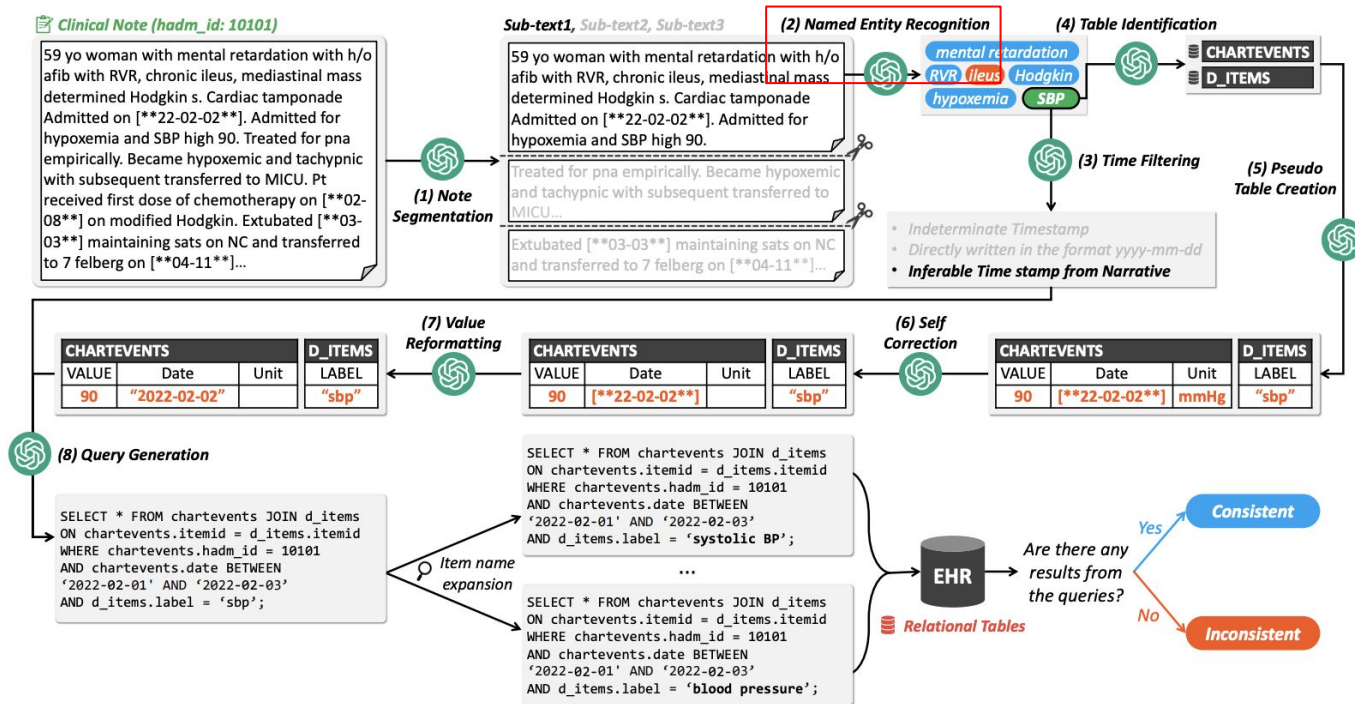 Clinical Note (hadm_id: 10101)
59 yo woman with mental retardation with h/o
afib with RVR, chronic ileus, mediastinal mass
determined Hodgkin s. Cardiac tamponade
Admitted on [**22-02-02**]. Admitted for
hypoxemia and SBP high 90. Treated for pna
empirically. Became hypoxemic and tachypnic
with subsequent transferred to MICU. Pt
received first dose of chemotherapy on [**02-
08**] on modified Hodgkin. Extubated [**03-
03**] maintaining sats on NC and transferred
to 7 felberg on [**04-11**]...
(1) Note
Segmentation
Sub-text1, Sub-text2, Sub-text3
59 yo woman with mental retardation with h/o
afib with RVR, chronic ileus, mediastinal mass
determined Hodgkin s. Cardiac tamponade
Admitted on [**22-02-02**]. Admitted for
hypoxemia and SBP high 90.
Treated for pna empirically. Became hypoxemic
and tachypnic with subsequent transferred to
MICU...
Extubated [**03-03**] maintaining sats on NC
and transferred to 7 felberg on [**04-11**]...
(2) Named Entity Recognition
mental retardation
RVR ileus Hodgkin
hypoxemia SBP
(4) Table Identification
CHARTEVENTS
D_ITEMS
(3) Time Filtering
• Indeterminate Timestamp
• Directly written in the format yyyy-mm-dd
• Inferable Time stamp from Narrative
(5) Pseudo
Table Creation
CHARTEVENTS D_ITEMS
VALUE Date Unit LABEL
90 [**22-02-02**] mmHg “sbp”
(6) Self
Correction
CHARTEVENTS D_ITEMS
VALUE Date Unit LABEL
90 [**22-02-02**] “sbp”
(7) Value
Reformatting
CHARTEVENTS D_ITEMS
VALUE Date Unit LABEL
90 “2022-02-02” “sbp”
(8) Query Generation
SELECT * FROM chartevents JOIN d_items
ON chartevents.itemid = d_items.itemid
WHERE chartevents.hadm_id = 10101
AND chartevents.date BETWEEN
‘2022-02-01' AND ‘2022-02-03’
AND d_items.label = ‘sbp’;
Item name
expansion
SELECT * FROM chartevents JOIN d_items
ON chartevents.itemid = d_items.itemid
WHERE chartevents.hadm_id = 10101
AND chartevents.date BETWEEN
‘2022-02-01' AND ‘2022-02-03’
AND d_items.label = ‘systolic BP’;
...
SELECT * FROM chartevents JOIN d_items
ON chartevents.itemid = d_items.itemid
WHERE chartevents.hadm_id = 10101
AND chartevents.date BETWEEN
‘2022-02-01' AND ‘2022-02-03’
AND d_items.label = ‘blood pressure’;
EHR
Relational Tables
Are there any
results from
the queries?
Yes
Consistent
No
Inconsistent